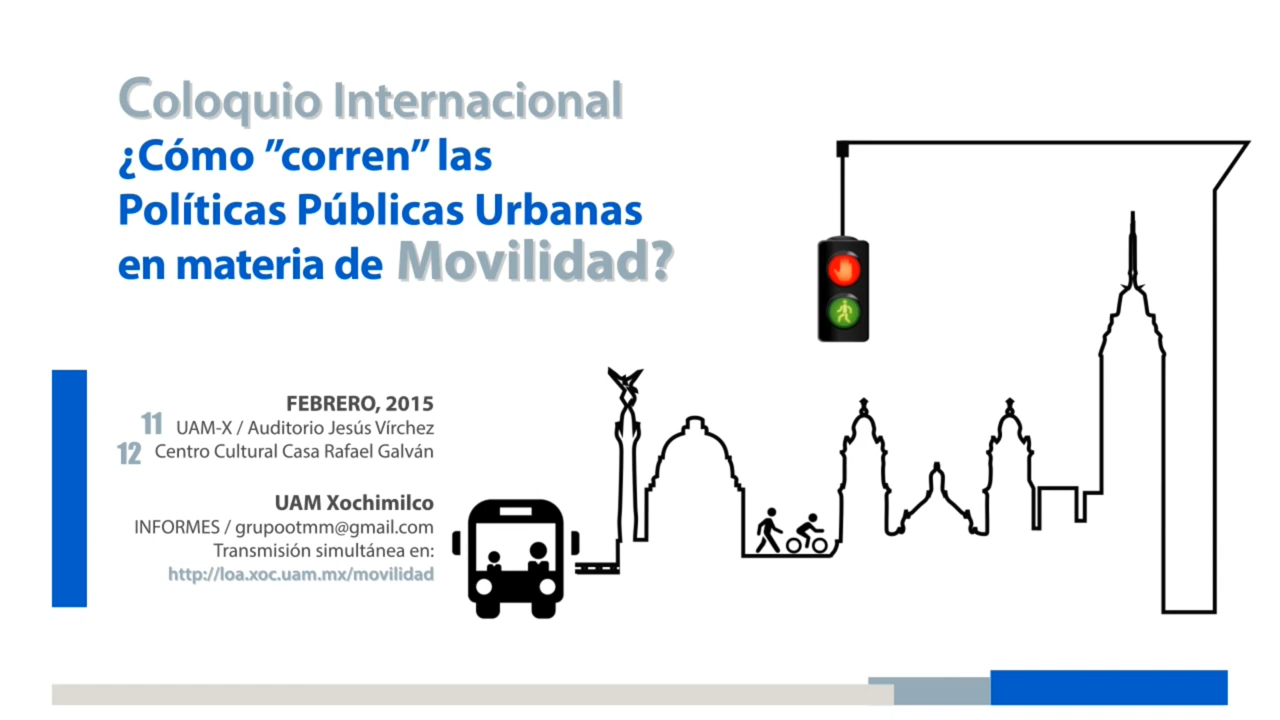 Coloquio Internacional
¿Cómo ”corren” las
Políticas Públicas Urbanas
en materia de Movilidad?
FEBRERO, 2015
11 UAM-X / Auditorio Jesús Vírchez
12 Centro Cultural Casa Rafael Galván
UAM Xochimilco
INFORMES / grupootmm@gmail.com
Transmisión simultánea en:
http://loa.xoc.uam.mx/movilidad